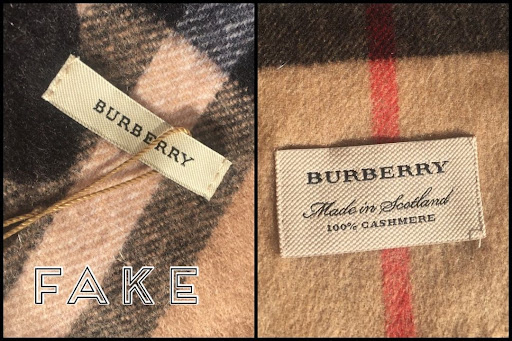 BURBERRY
FAKE
BURBERRY
Made in Scotland
100% CASHMERE